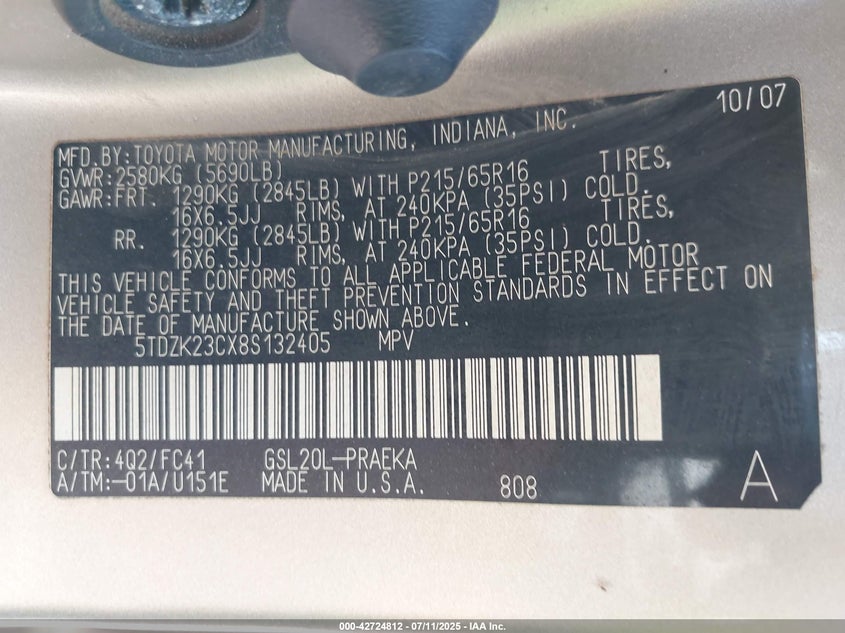 10/07
MFD.BY:TOYOTA MOTOR MANUFACTURING, INDIANA, INC.
GVWR:2580KG (5690LB)
GAWR:FRT. 1290KG (2845LB) WITH P215/65R16 TIRES,
16X6.5JJ RIMS, AT 240KPA (35PSI) COLD.
RR. 1290KG (2845LB) WITH P215/65R16 TIRES,
16X6.5JJ RIMS, AT 240KPA (35PSI) COLD.
THIS VEHICLE CONFORMS TO ALL APPLICABLE FEDERAL MOTOR
VEHICLE SAFETY AND THEFT PREVENTION STANDARDS IN EFFECT ON
THE DATE OF MANUFACTURE SHOWN ABOVE.
5TDZK23CX8S132405 MPV
C/TR:4Q2/FC41 GSL20L-PRAEKA
A/TM:-01A/U151E MADE IN U.S.A. 808 A
000-42724812 - 07/11/2025 - IAA Inc.